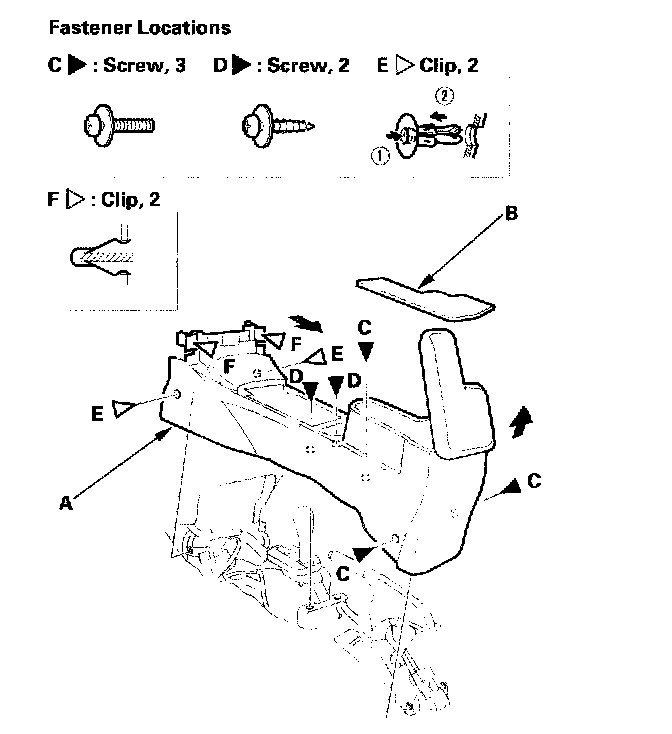 Fastener Locations
C ▶ : Screw, 3 D ▶ : Screw, 2 E ▷ Clip, 2
②
①
F ▷ : Clip, 2
B
C
F
E
F
D D
E
A
C
C